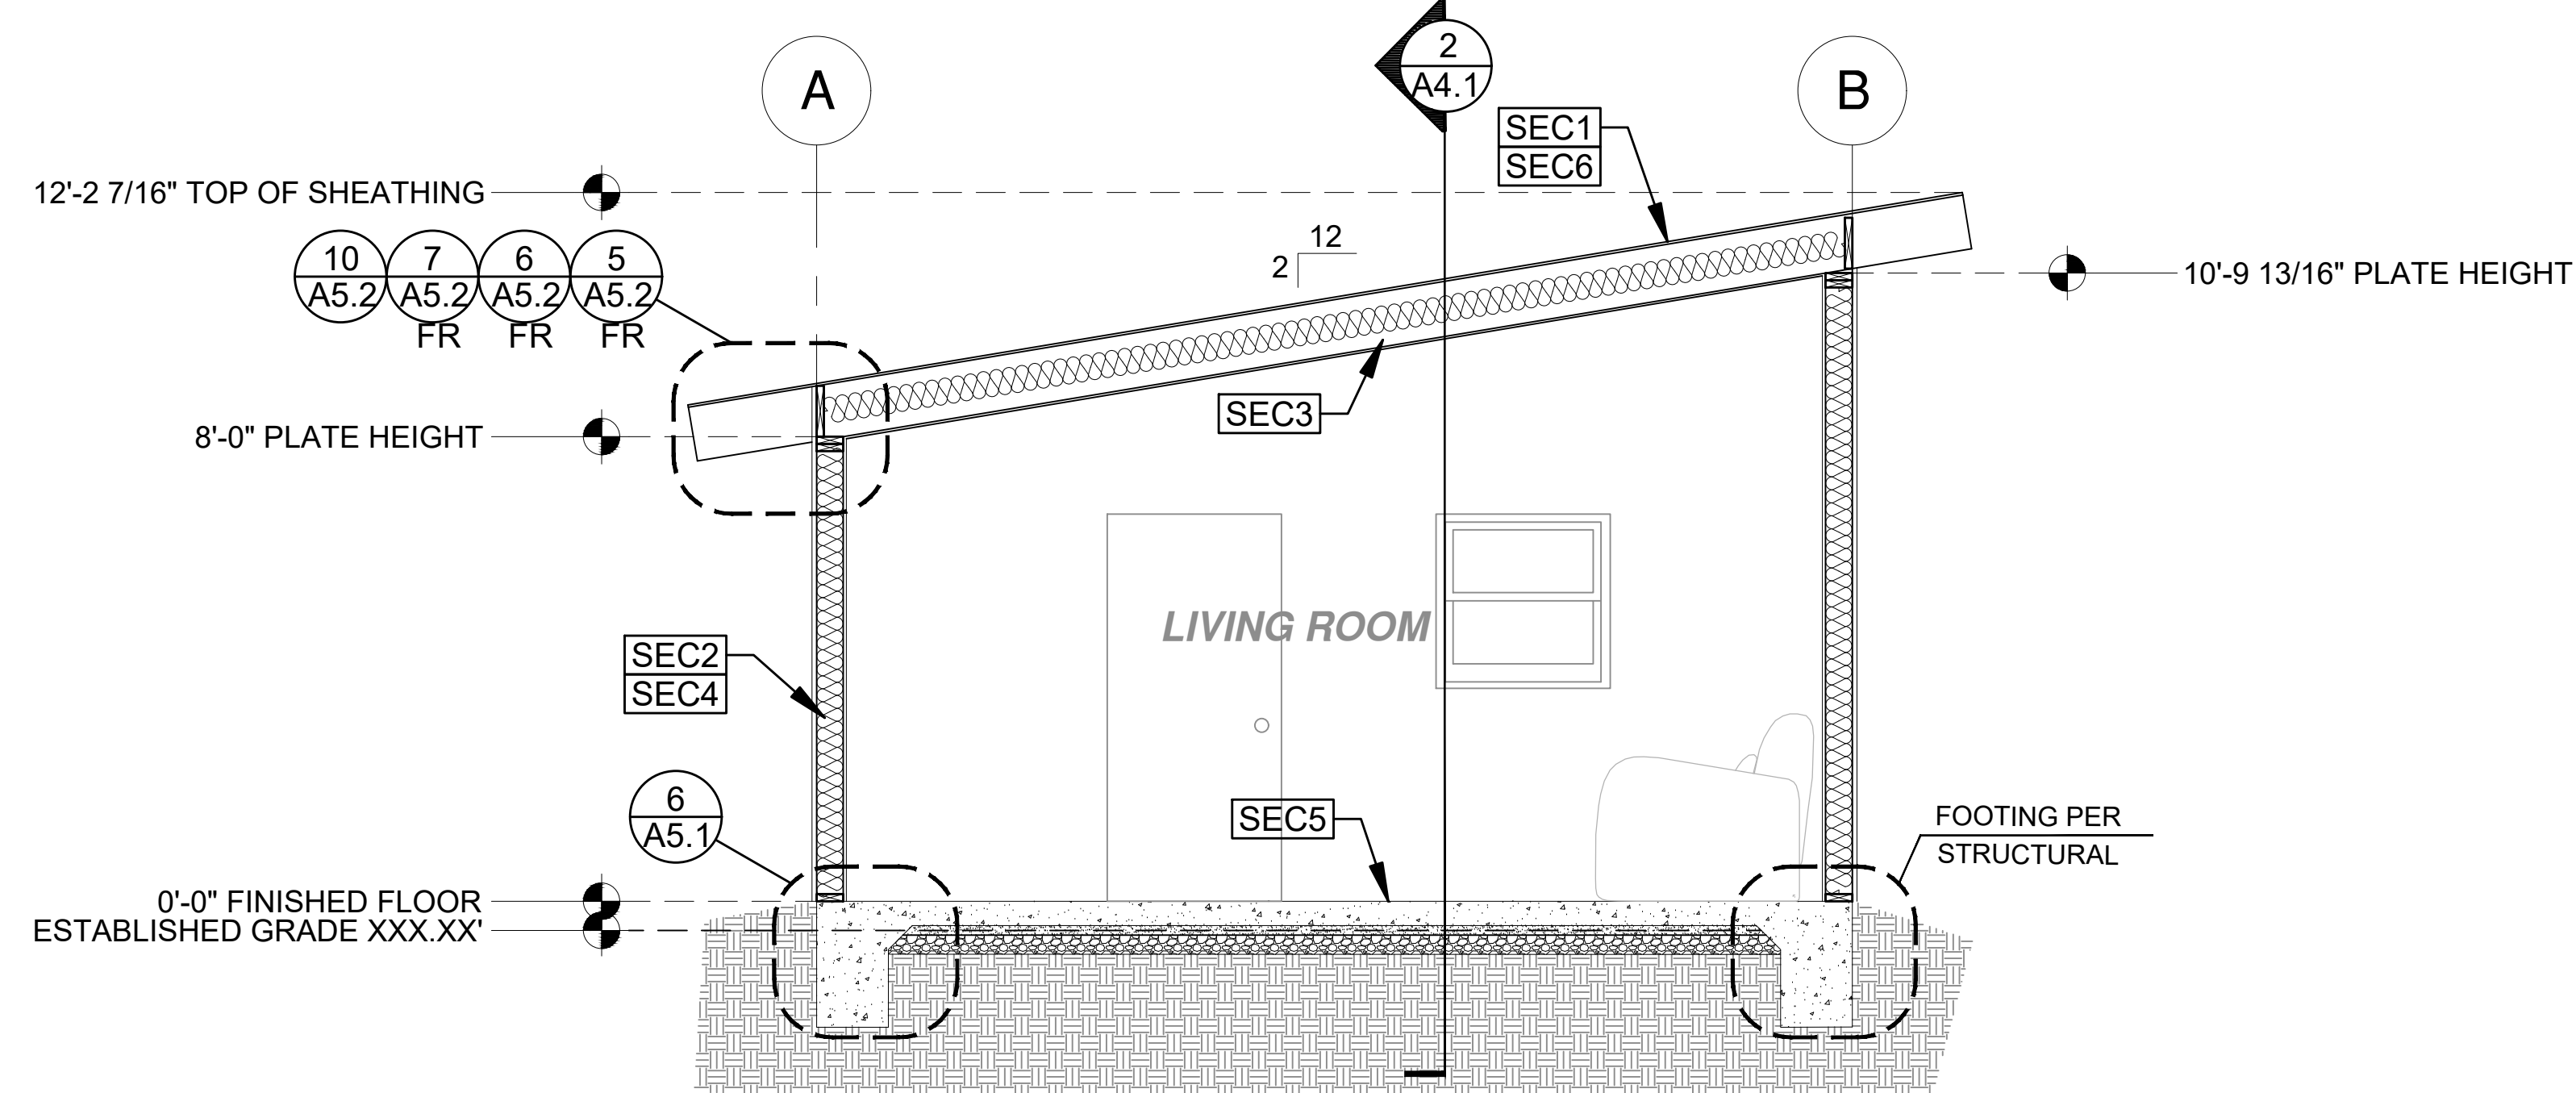 A
2
A4.1
B
SEC1
SEC6
12'-2 7/16" TOP OF SHEATHING
12
2
10
A5.2
7
A5.2
FR
6
A5.2
FR
5
A5.2
FR
10'-9 13/16" PLATE HEIGHT
SEC3
8'-0" PLATE HEIGHT
LIVING ROOM
SEC2
SEC4
6
A5.1
SEC5
FOOTING PER
STRUCTURAL
0'-0" FINISHED FLOOR
ESTABLISHED GRADE XXX.XX'